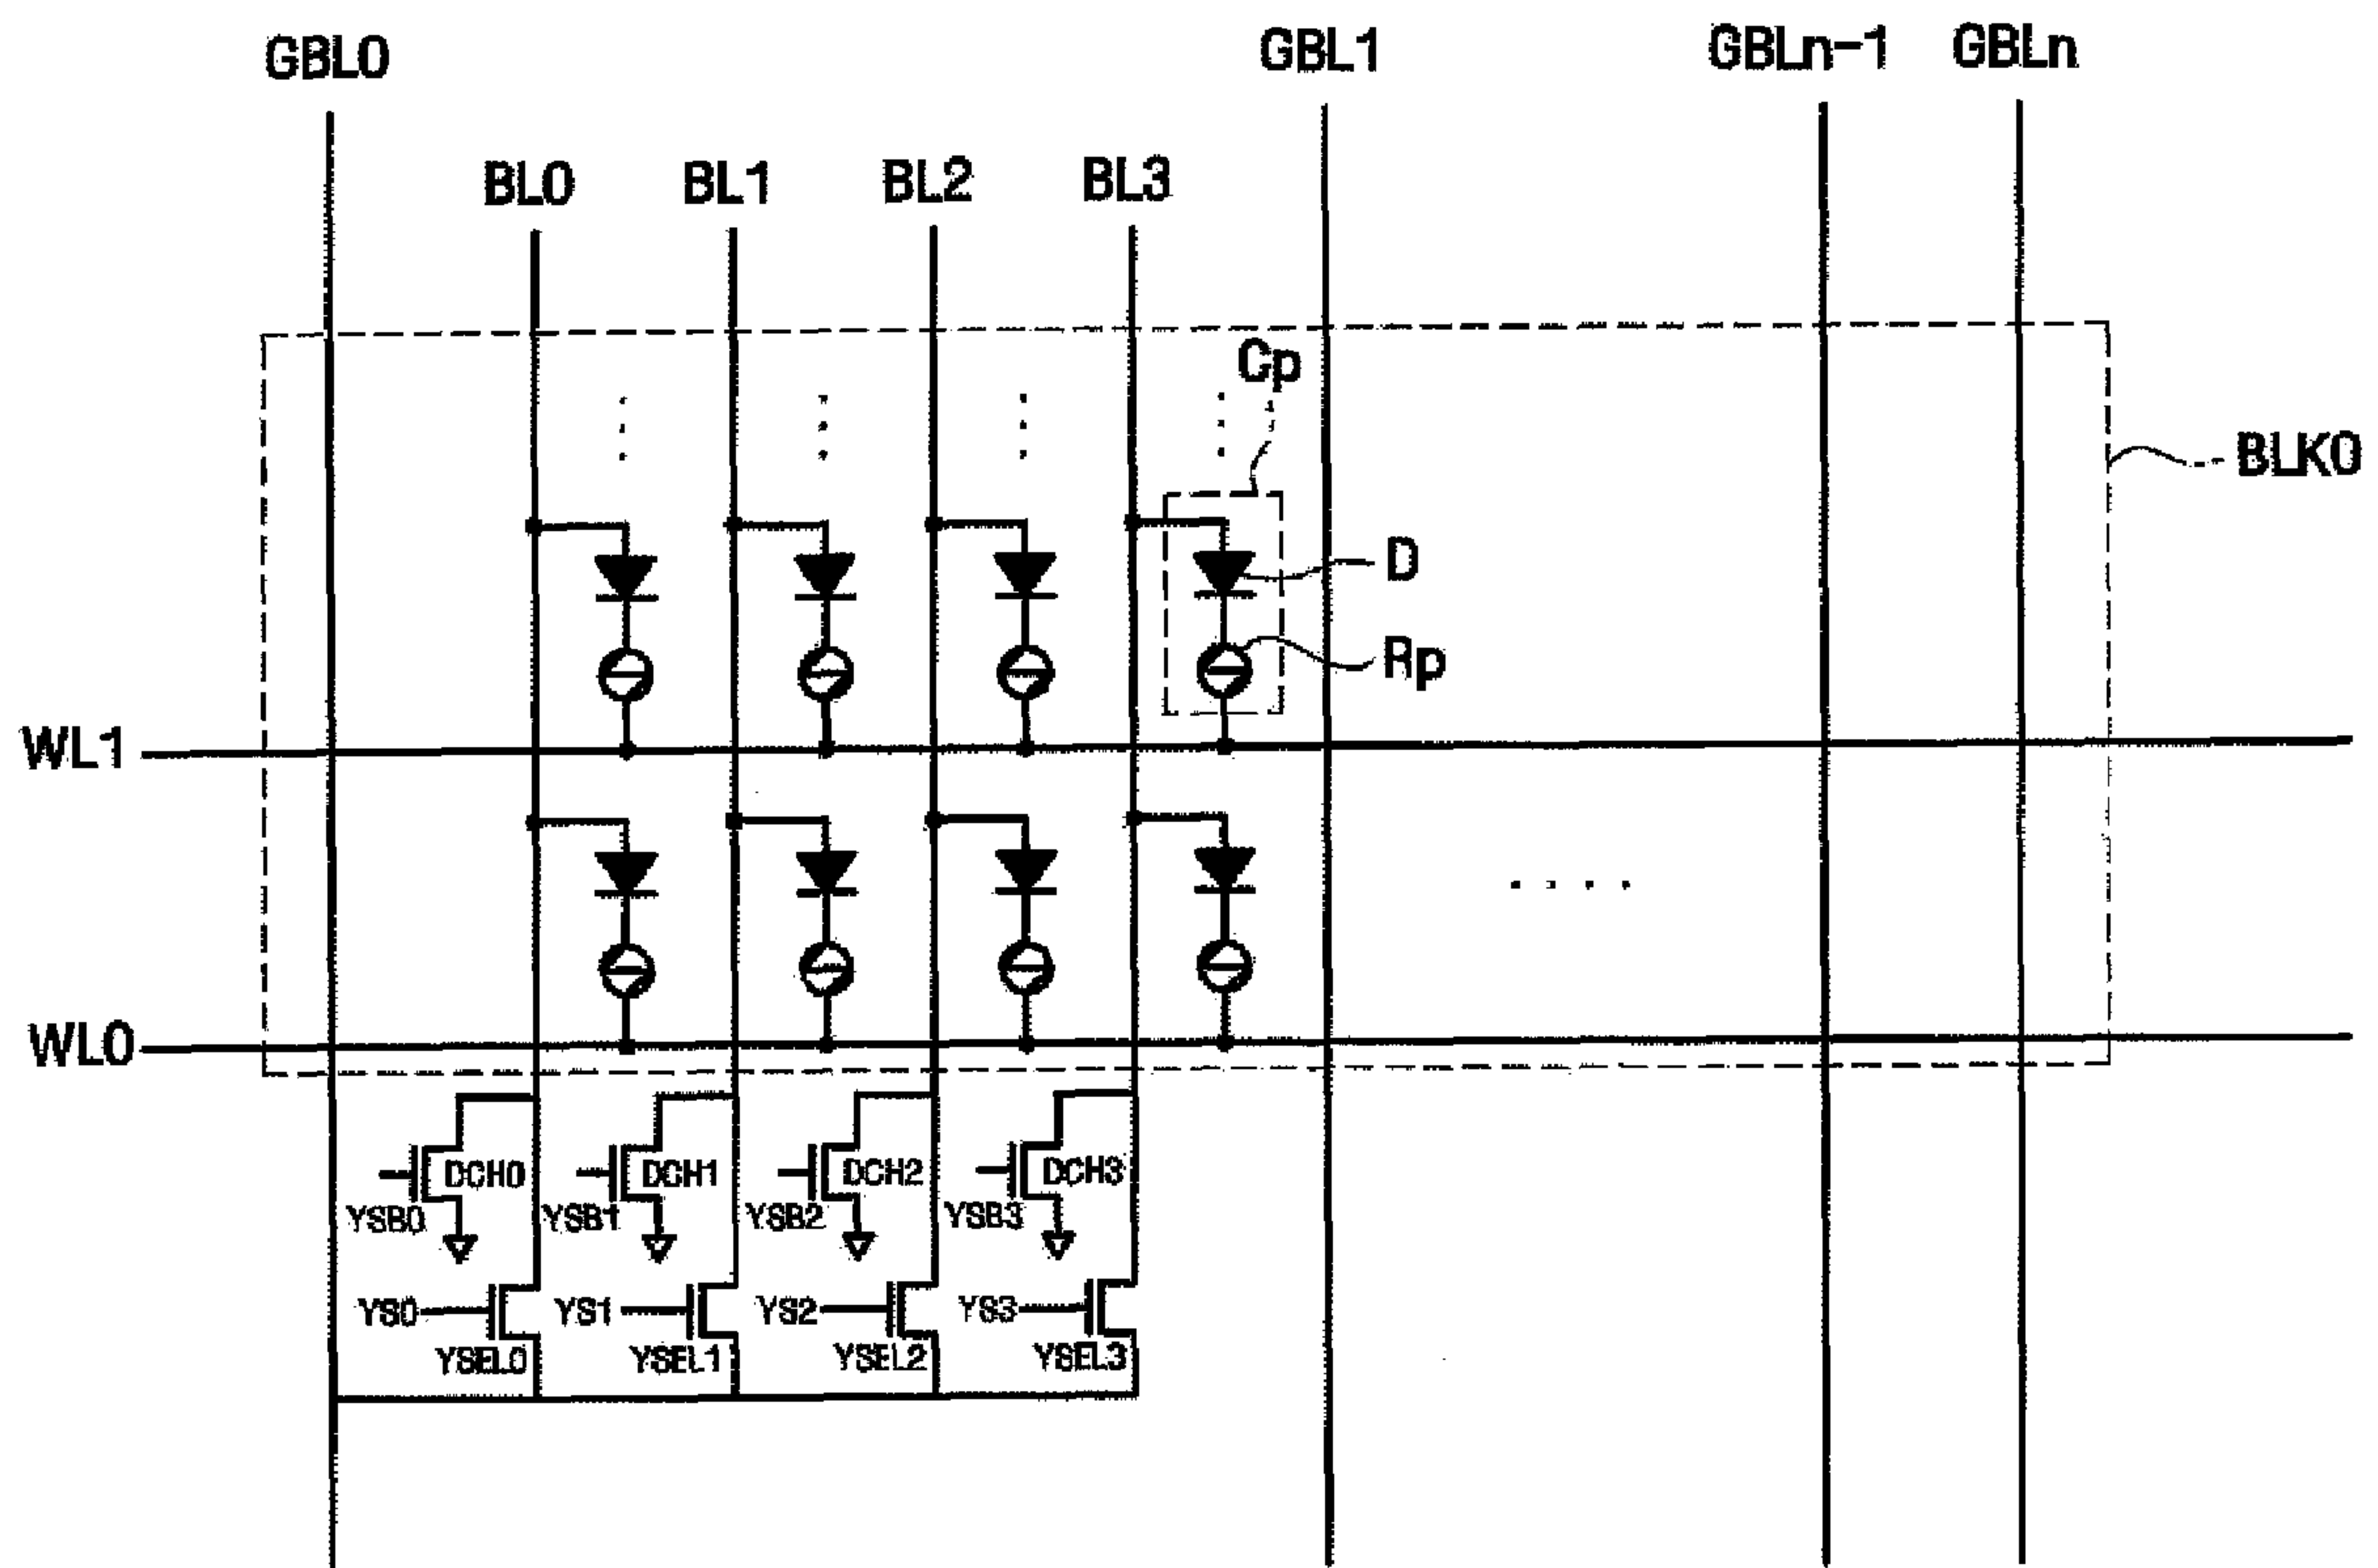 GBL0
GBL1
GBLn-1
GBLn
BL0
BL1
BL2
BL3
Cp
BLK0
D
Rp
WL1
WL0
DCH0
DCH1
DCH2
DCH3
YSB0
YSB1
YSB2
YSB3
YS0
YS1
YS2
YS3
YSEL0
YSEL1
YSEL2
YSEL3